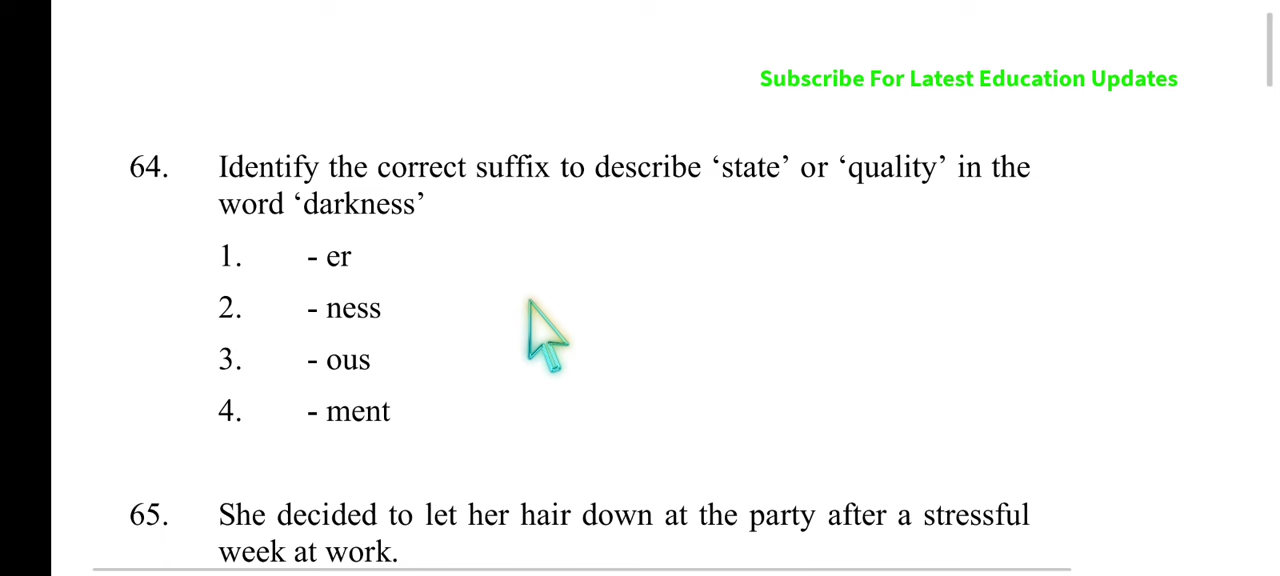 Subscribe For Latest Education Updates
64. Identify the correct suffix to describe ‘state’ or ‘quality’ in the
word ‘darkness’
1. - er
2. - ness
3. - ous
4. - ment
65. She decided to let her hair down at the party after a stressful
week at work.